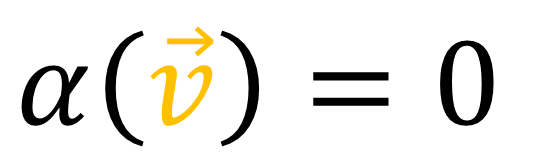 α(v⃗) = 0